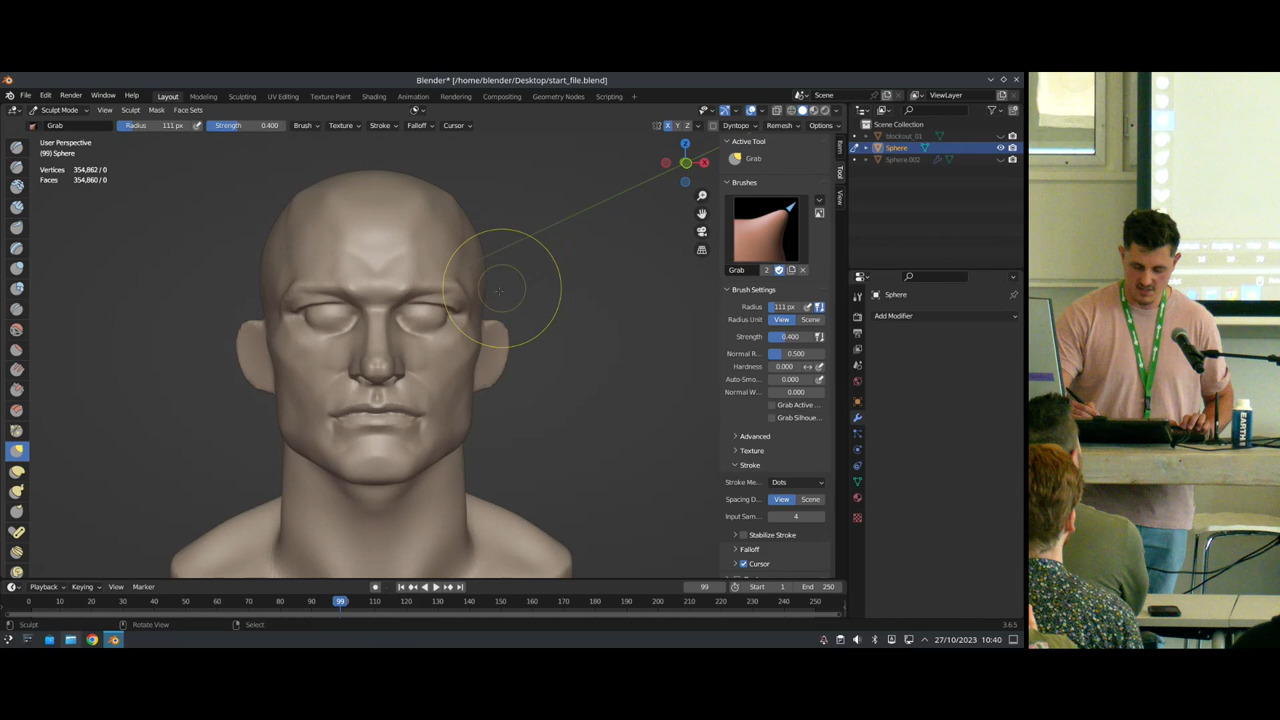 Blender* [/home/blender/Desktop/start_file.blend]
File Edit Render Window Help Layout Modeling Sculpting UV Editing Texture Paint Shading Animation Rendering Compositing Geometry Nodes Scripting + Scene ViewLayer
Sculpt Mode View Sculpt Mask Face Sets
Grab Radius 111 px Strength 0.400 Brush Texture Stroke Falloff Cursor X Y Z Dyntopo Remesh Options
User Perspective
(99) Sphere
Vertices 354,862 / 0
Faces 354,860 / 0
Z
X
Active Tool
Grab
Brushes
Grab 2
Brush Settings
Radius 111 px
Radius Unit View Scene
Strength 0.400
Normal R... 0.500
Hardness 0.000
Auto-Smo... 0.000
Normal W... 0.000
Grab Active ...
Grab Silhoue...
Advanced
Texture
Stroke
Stroke Me... Dots
Spacing D... View Scene
Input Sam... 4
Stabilize Stroke
Falloff
Cursor
Item
Tool
View
Scene Collection
blockout_01
Sphere
Sphere.002
Sphere
Add Modifier
Playback Keying View Marker 99 Start 1 End 250
0 10 20 30 40 50 60 70 80 90 99 100 110 120 130 140 150 160 170 180 190 200 210 220 230 240 250
Sculpt Rotate View Select 3.6.5
27/10/2023 10:40
EARTH